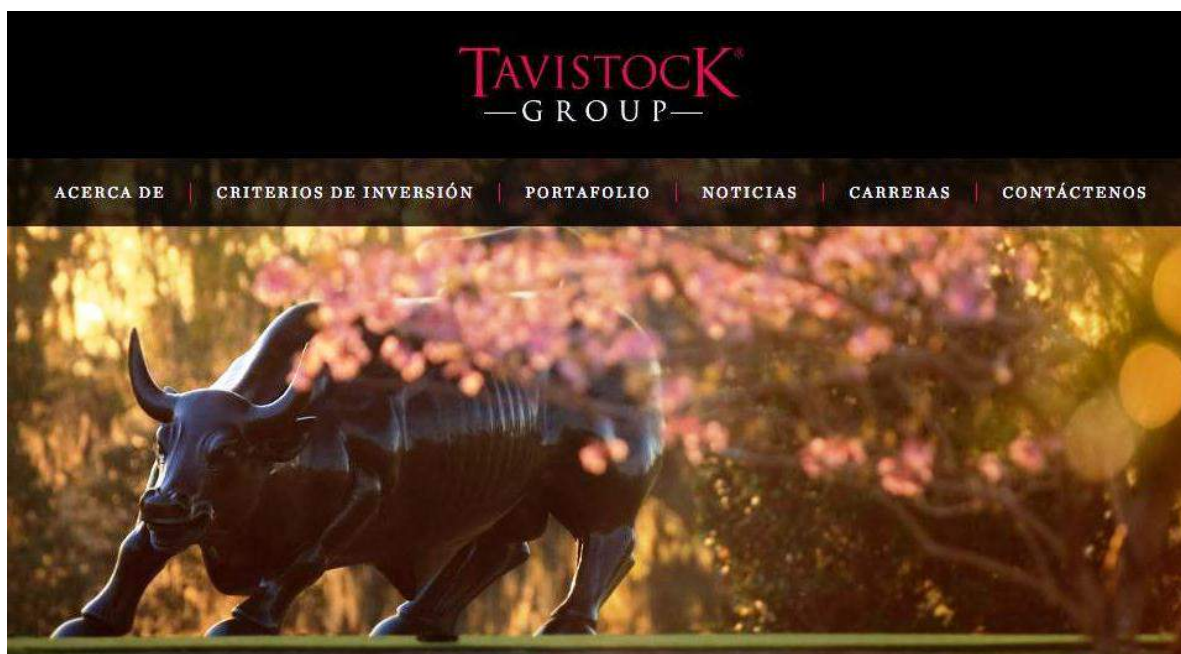 TAVISTOCK®
—GROUP—
ACERCA DE | CRITERIOS DE INVERSIÓN | PORTAFOLIO | NOTICIAS | CARRERAS | CONTÁCTENOS